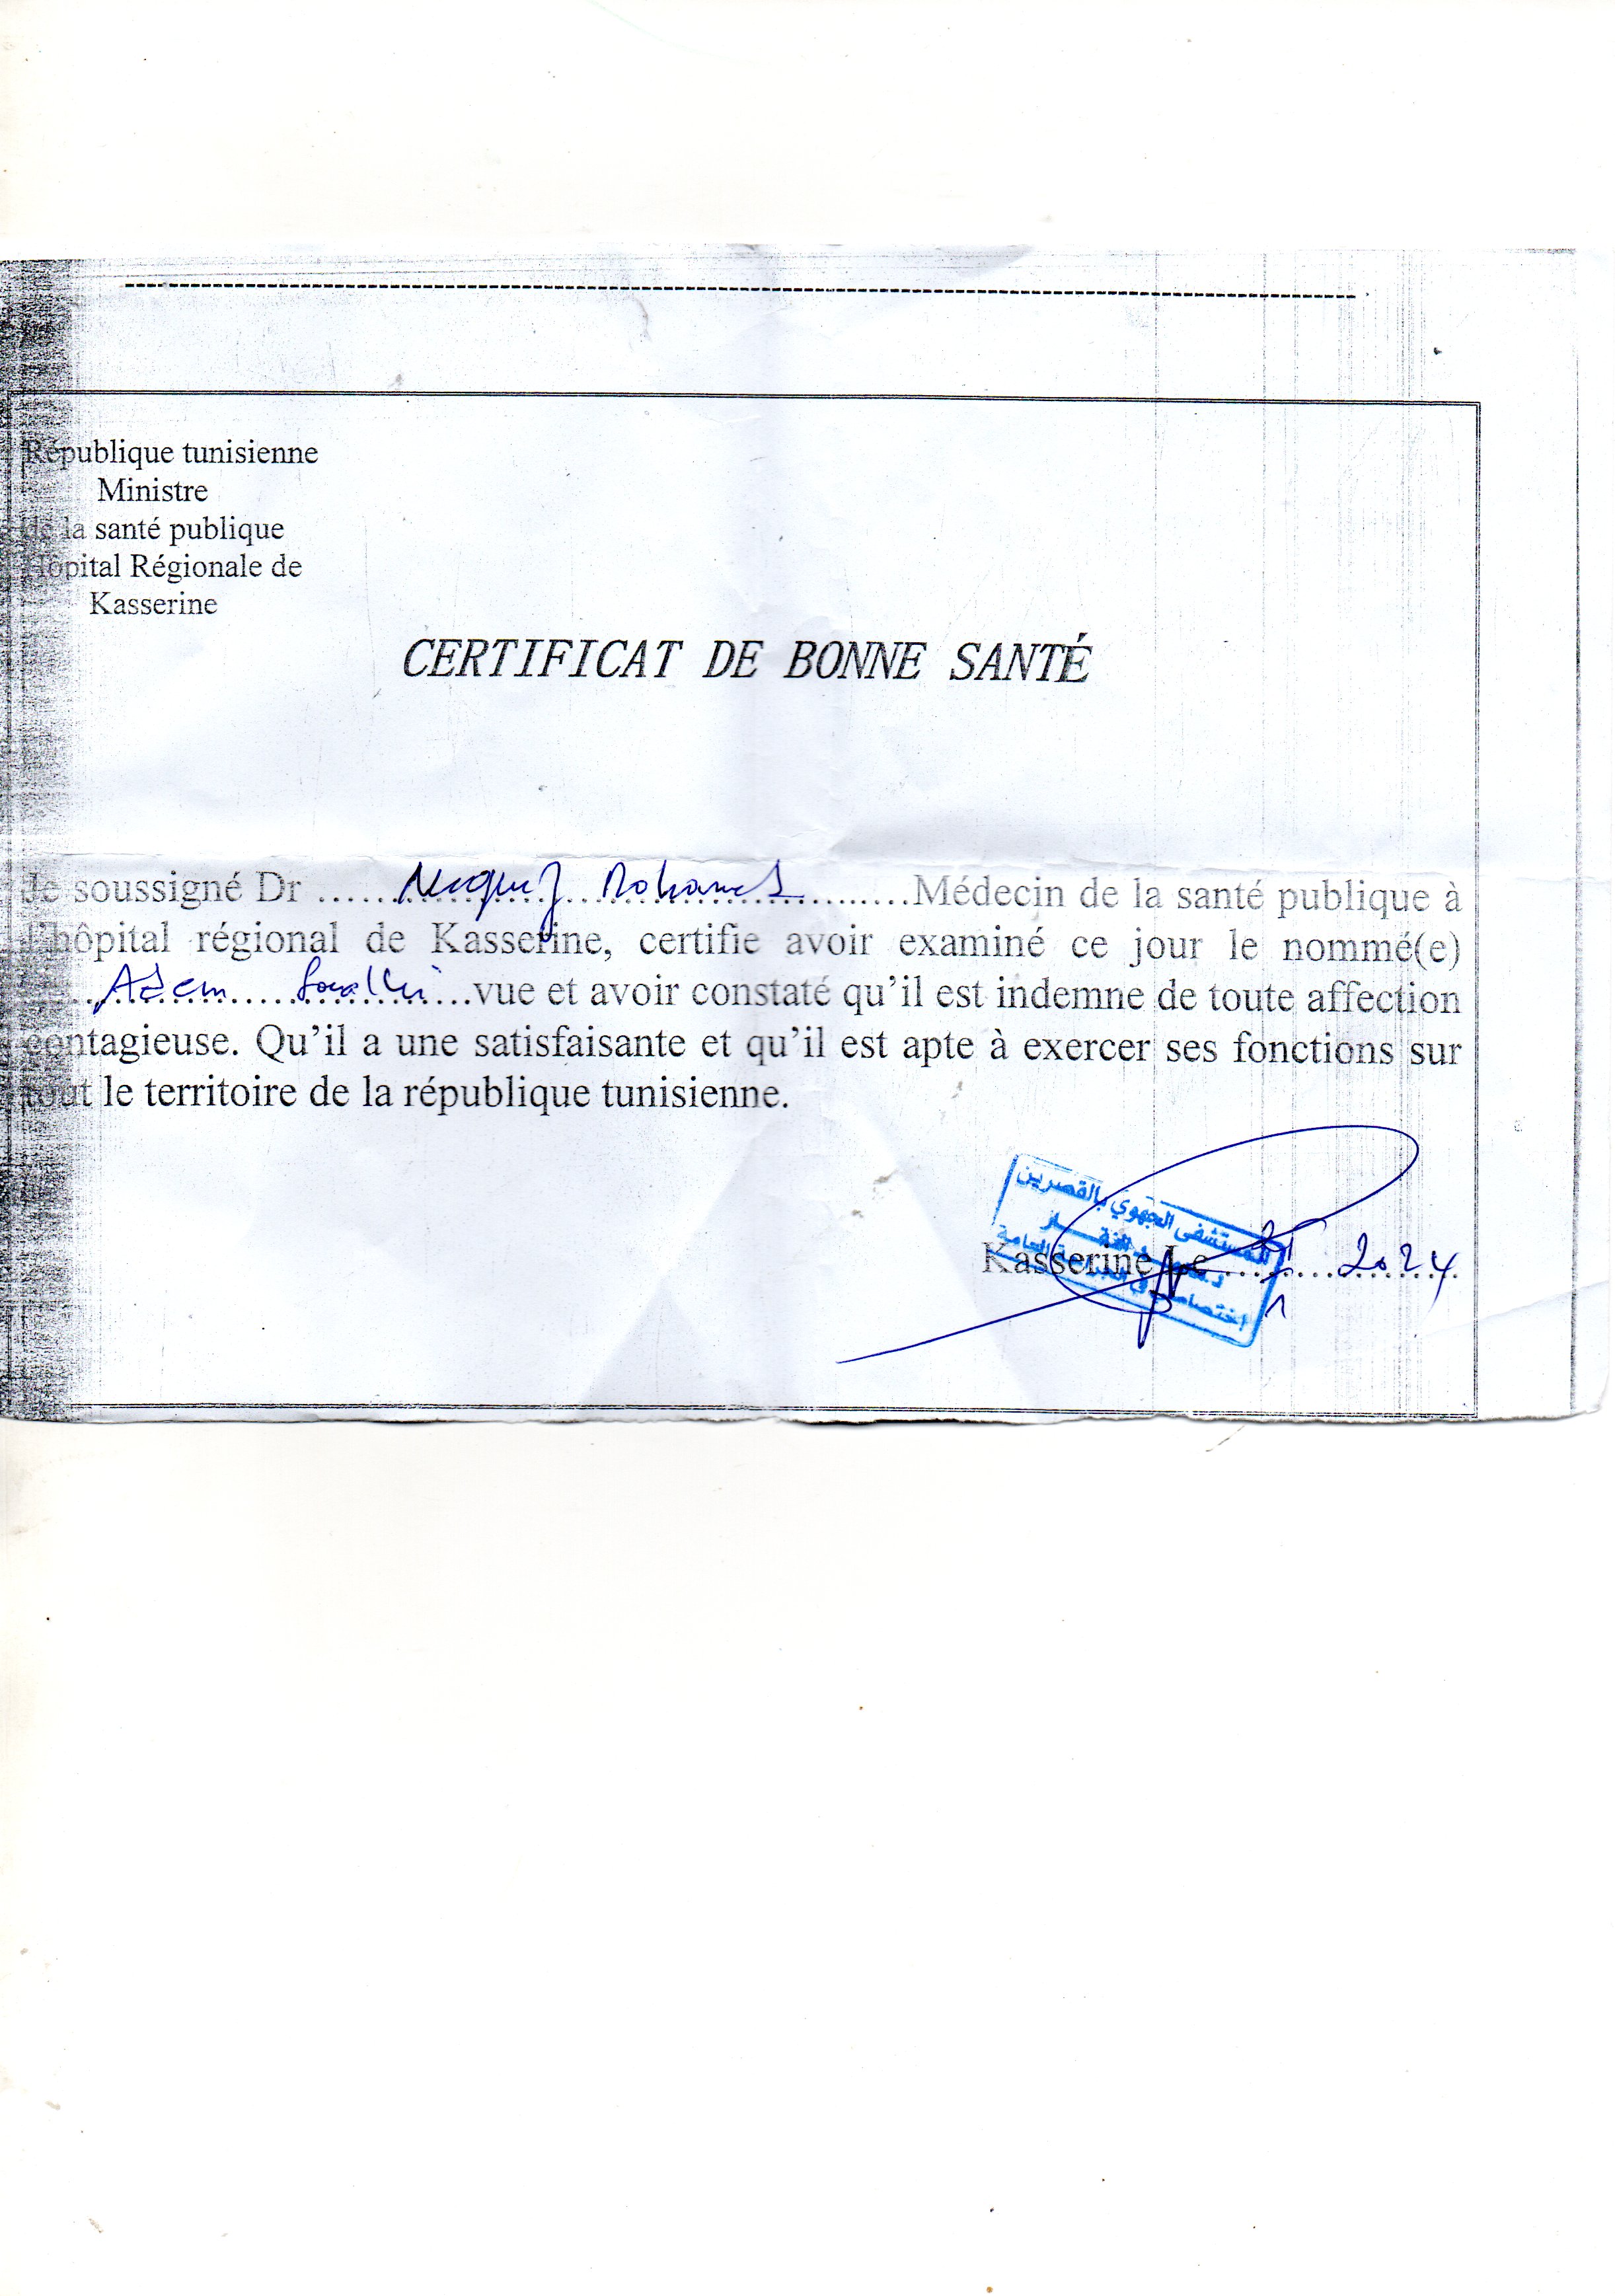 République tunisienne
Ministre
de la santé publique
Hôpital Régionale de
Kasserine
CERTIFICAT DE BONNE SANTÉ
Je soussigné Dr .................... Mohamed ....................Médecin de la santé publique à
l'hôpital régional de Kasserine, certifie avoir examiné ce jour le nommé(e)
Adem ....................vue et avoir constaté qu'il est indemne de toute affection
contagieuse. Qu'il a une satisfaisante et qu'il est apte à exercer ses fonctions sur
tout le territoire de la république tunisienne.
المستشفى الجهوي بالقصرين
Kasserine Le .......... 2024